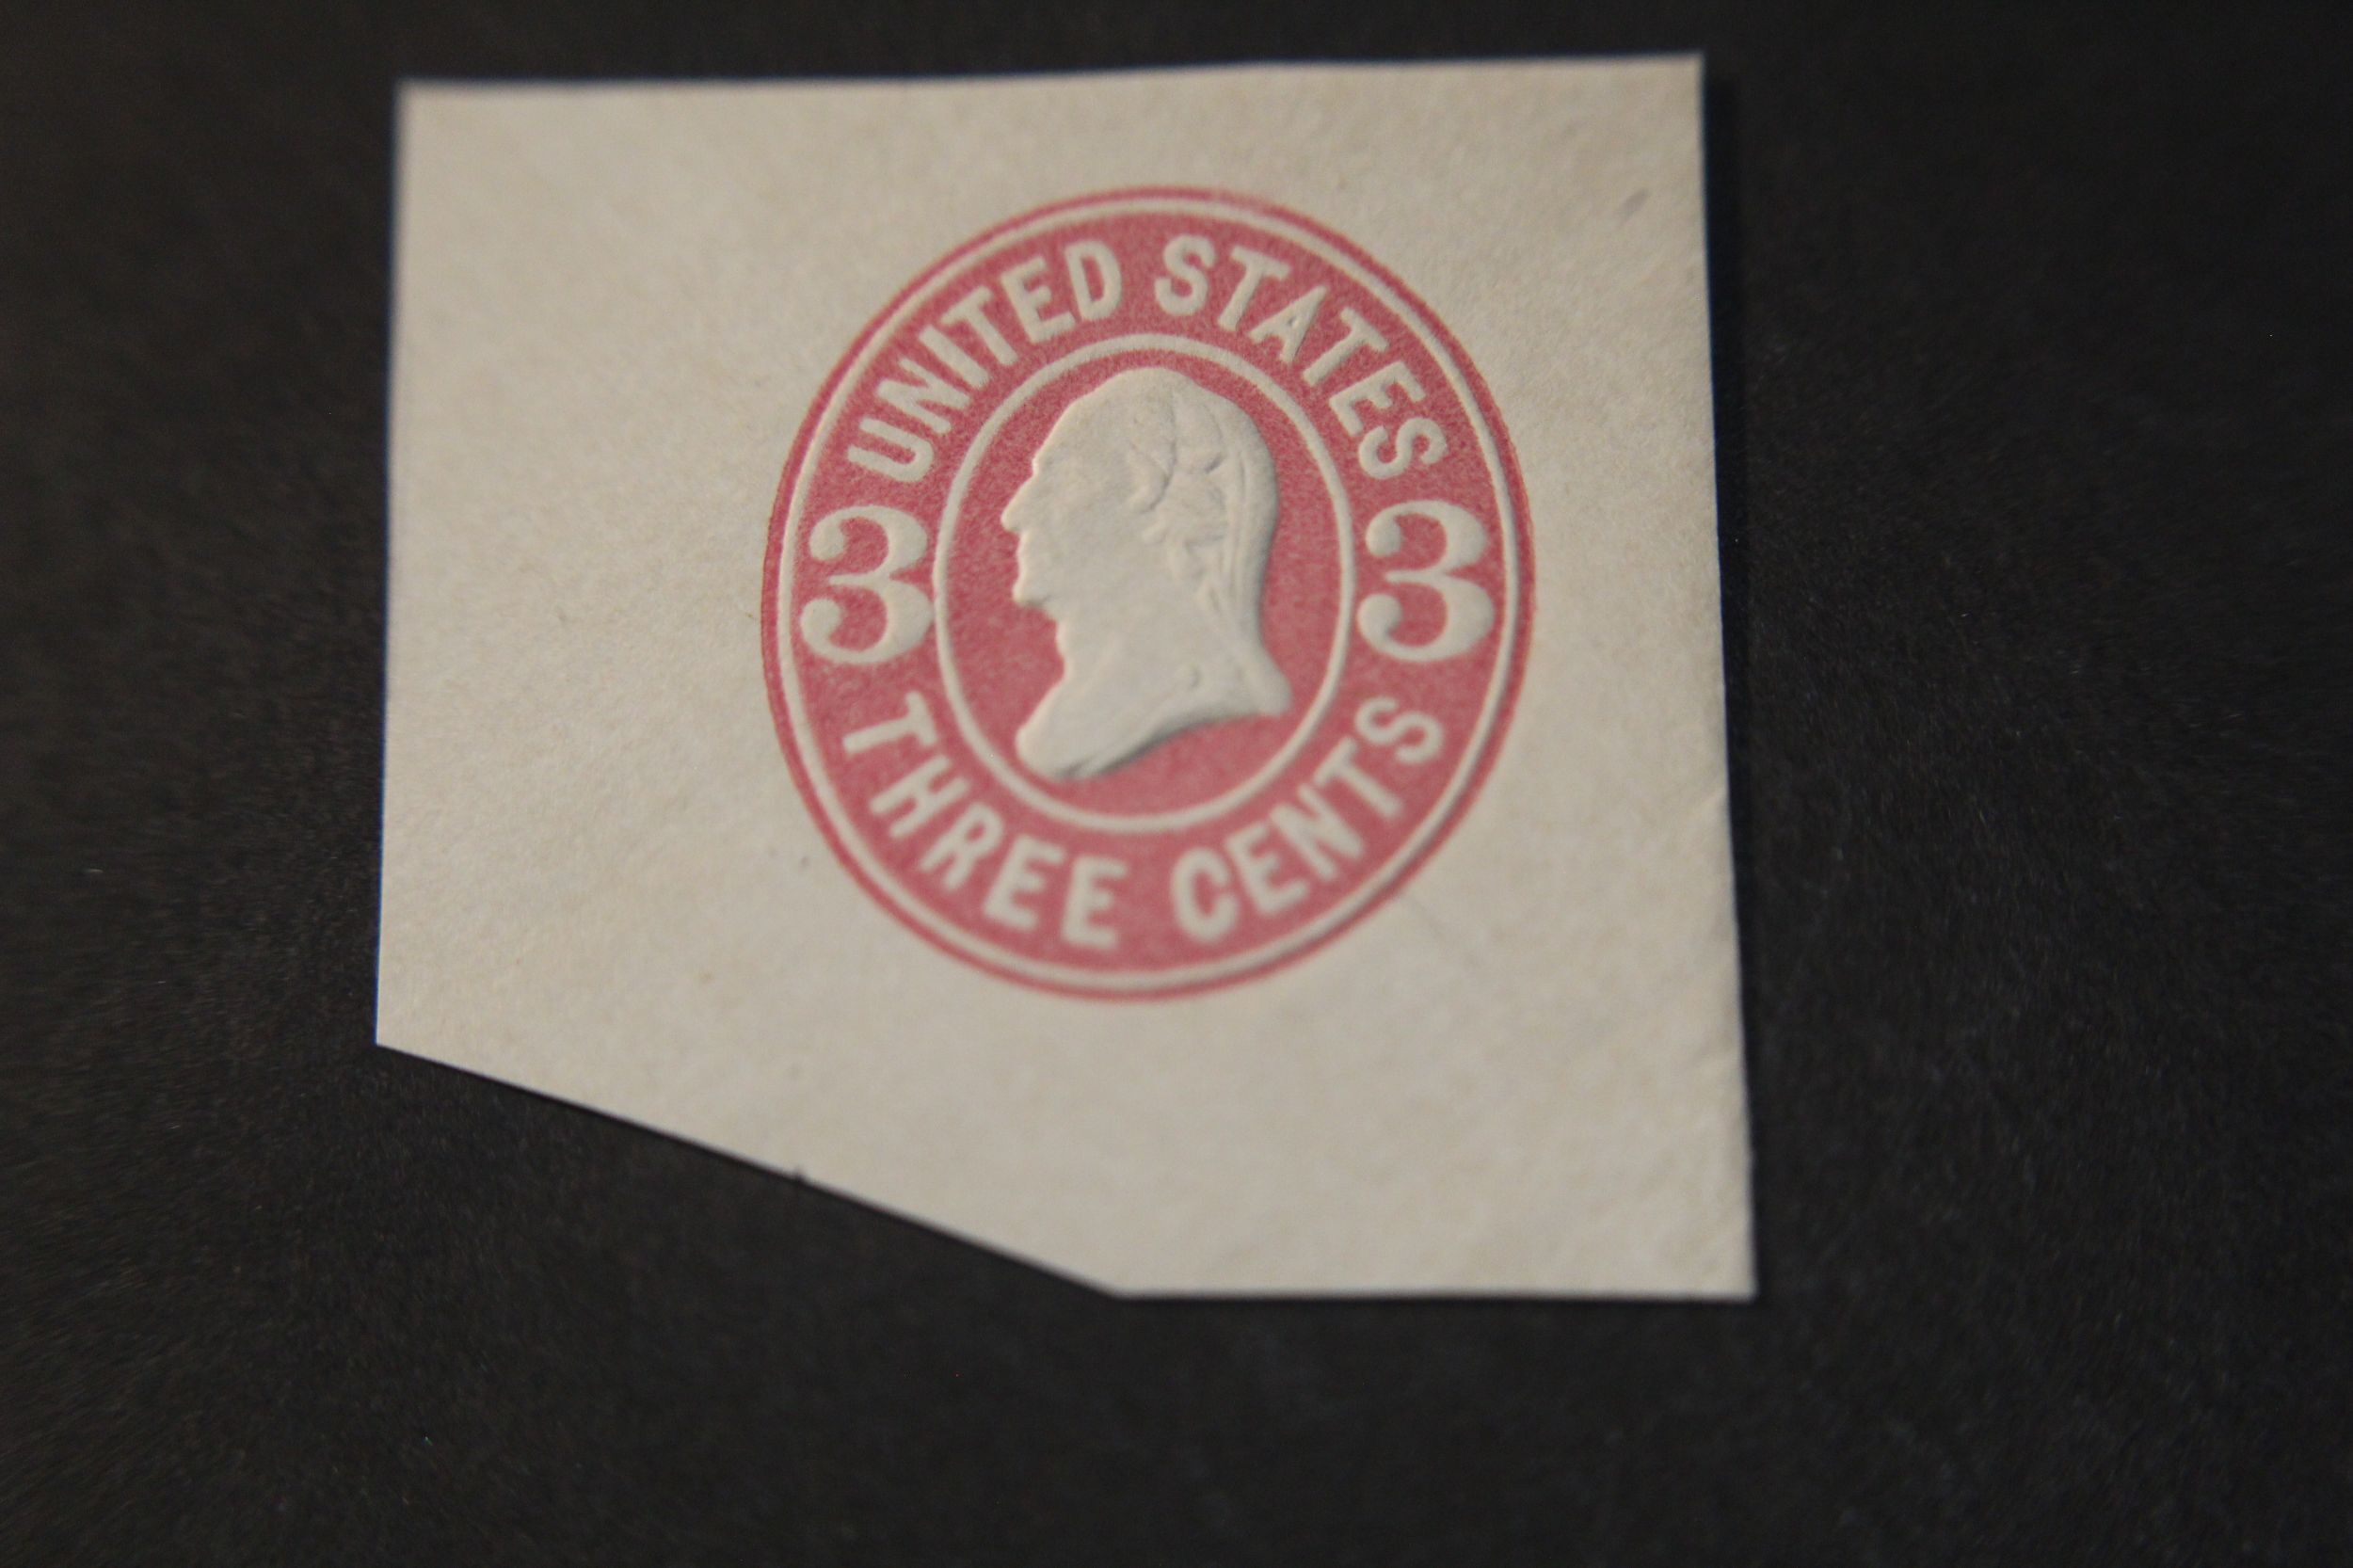 UNITED STATES
3 3
THREE CENTS